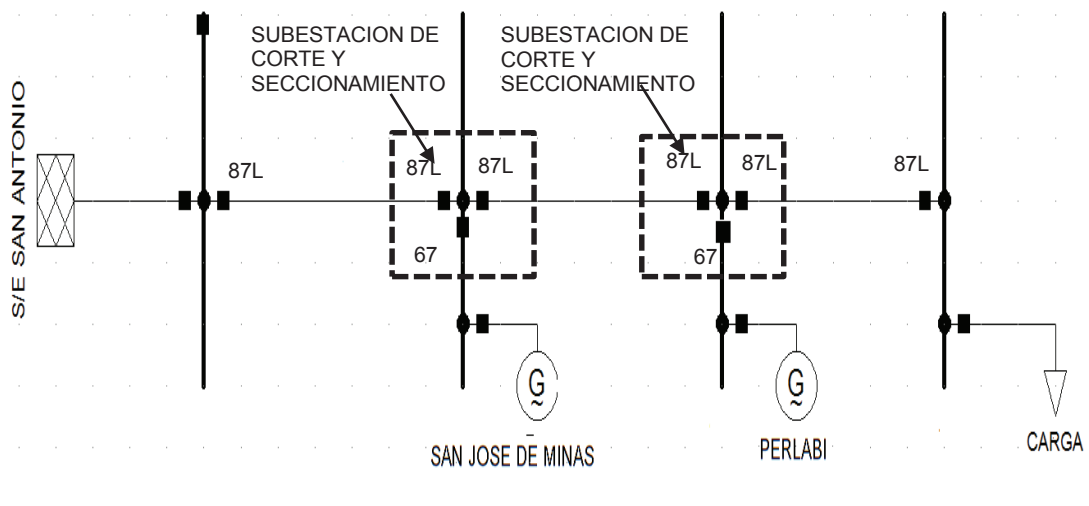 SUBESTACION DE
CORTE Y
SECCIONAMIENTO
SUBESTACION DE
CORTE Y
SECCIONAMIENTO
S/E SAN ANTONIO
87L
87L
87L
87L
87L
87L
67
67
G
~
G
~
SAN JOSE DE MINAS
PERLABI
CARGA